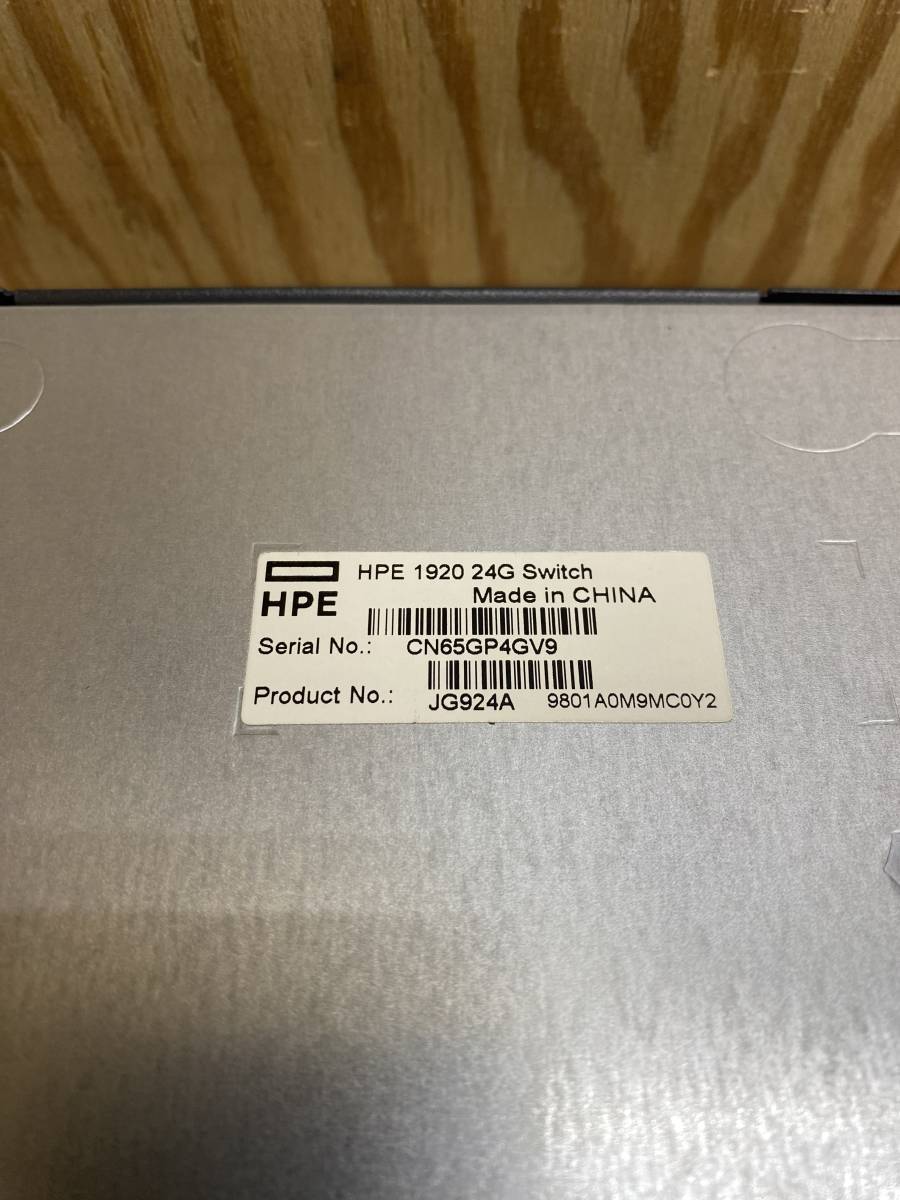 HPE 1920 24G Switch
Made in CHINA
HPE
Serial No.: CN65GP4GV9
Product No.: JG924A 9801A0M9MC0Y2